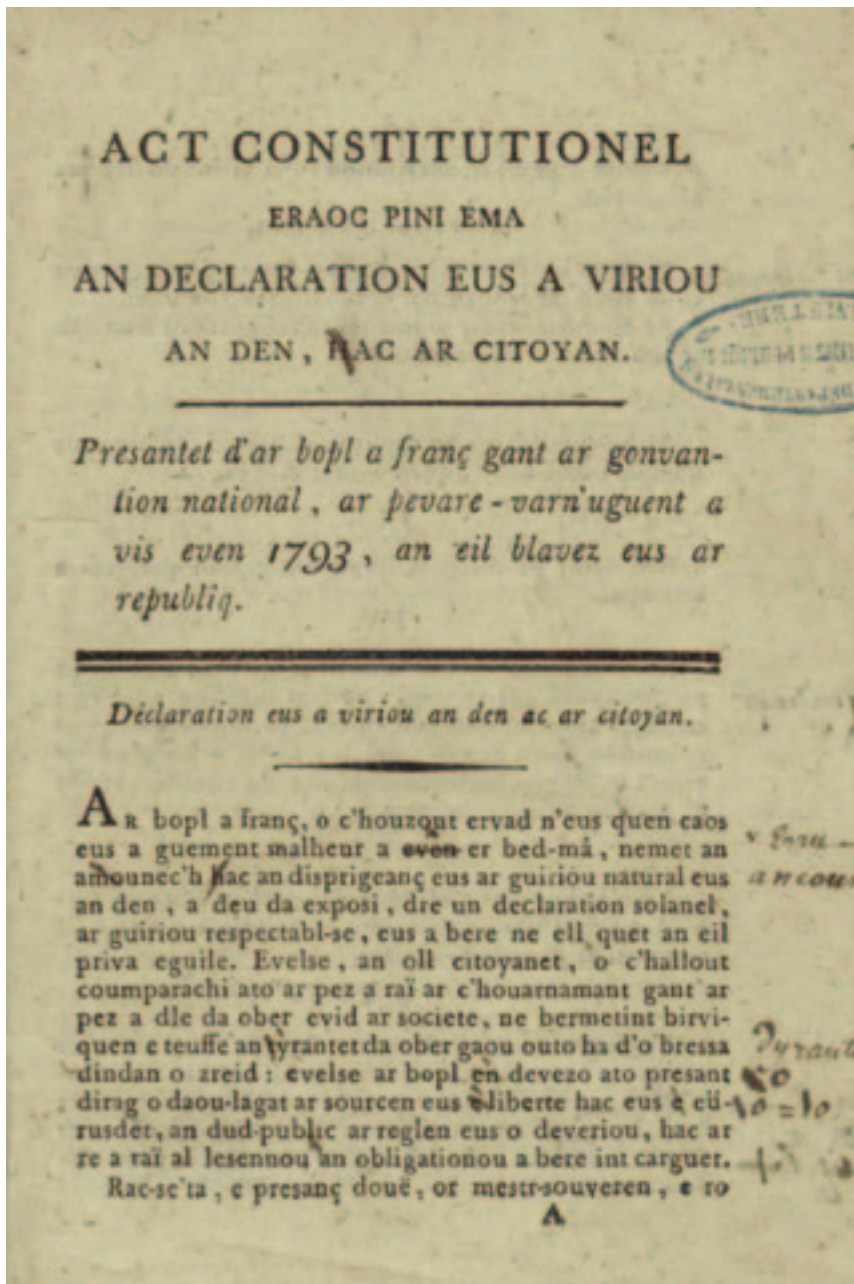 ACT CONSTITUTIONEL
ERAOC PINI EMA
AN DECLARATION EUS A VIRIOU
AN DEN, HAC AR CITOYAN.
Presantet d'ar bopl a franç gant ar gonvan-
tion national, ar pevare-varn'uguent a
vis even 1793, an eil blavez eus ar
republiq.
Déclaration eus a viriou an den ac ar citoyan.
AR bopl a franç, o c'houzout ervad n'eus quen caos
eus a guement malheur a even er bed-mâ, nemet an
amounec'h hac an disprigeanç eus ar guiriou natural eus
an den, a deu da exposi, dre un declaration solanel,
ar guiriou respectabl-se, eus a bere ne ell quet an eil
priva eguile. Evelse, an oll citoyanet, o c'hallout
coumparachi ato ar pez a raï ar c'houarnamant gant ar
pez a dle da ober evid ar societe, ne bermetint birvi-
quen e teuffe an tyrantet da ober gaou outo ha d'o bressa
dindan o zreid: evelse ar bopl en devezo ato presant
dirag o daou-lagat ar sourcen eus e liberte hac eus e eü-
rusdet, an dud-public ar reglen eus o deveriou, hac ar
re a raï al lesennou an obligationou a bere int carguet.
Rac-se'ta, e presanç doue, or mestr-souveren, e ro
A